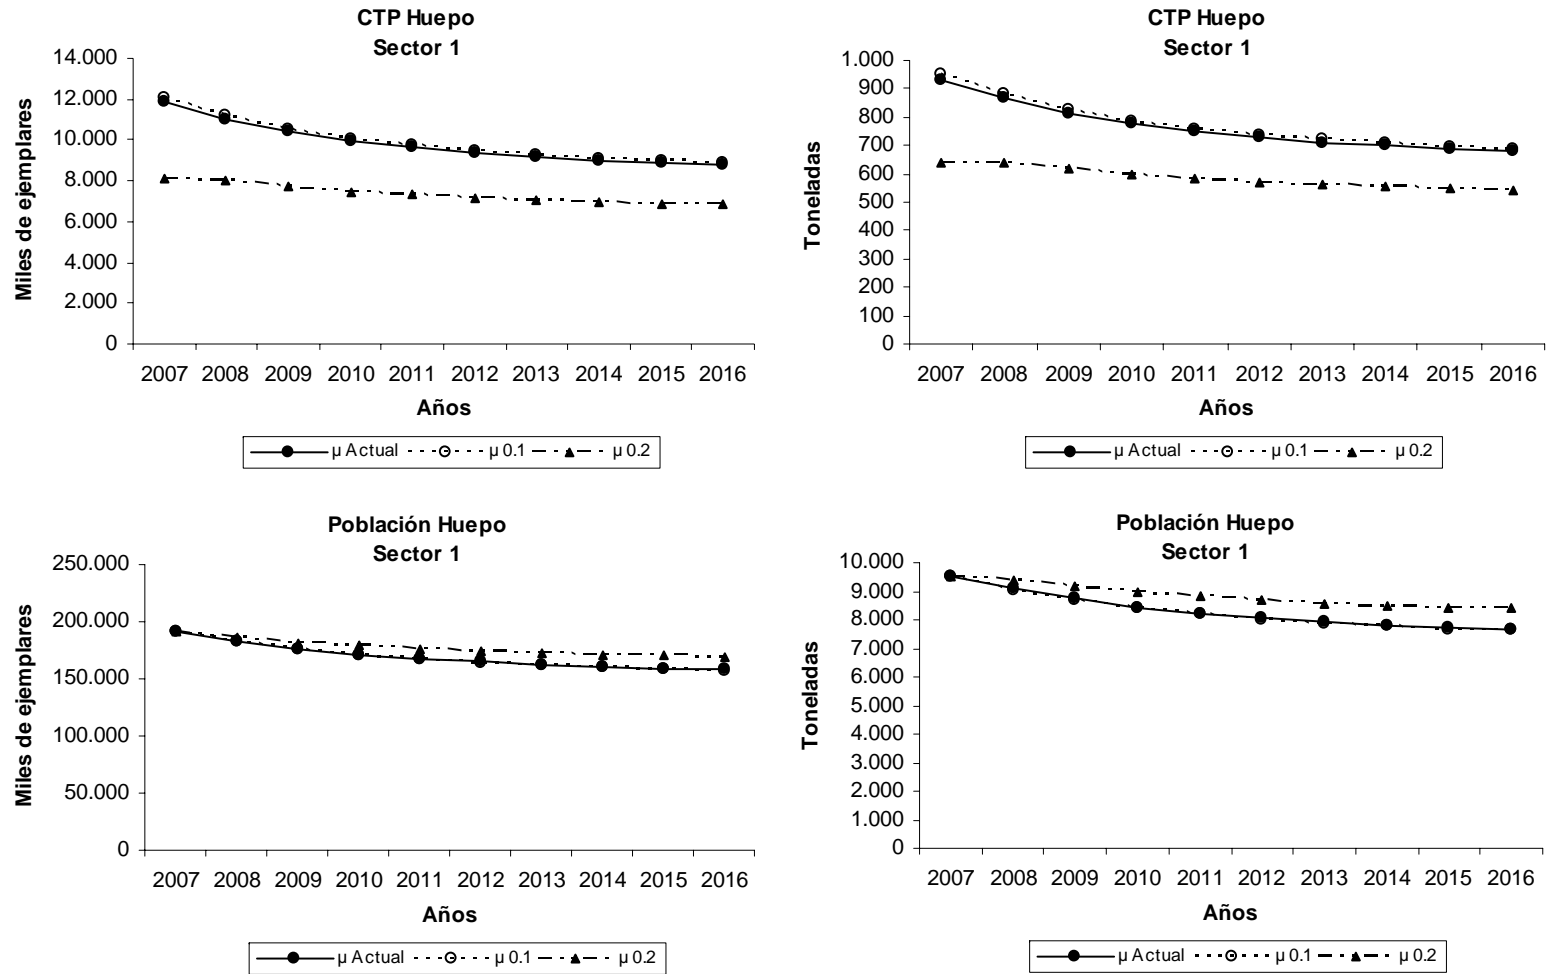 CTP Huepo
Sector 1
Miles de ejemplares
14.000
12.000
10.000
8.000
6.000
4.000
2.000
0
2007 2008 2009 2010 2011 2012 2013 2014 2015 2016
Años
µ Actual µ 0.1 µ 0.2
CTP Huepo
Sector 1
Toneladas
1.000
900
800
700
600
500
400
300
200
100
0
2007 2008 2009 2010 2011 2012 2013 2014 2015 2016
Años
µ Actual µ 0.1 µ 0.2
Población Huepo
Sector 1
Miles de ejemplares
250.000
200.000
150.000
100.000
50.000
0
2007 2008 2009 2010 2011 2012 2013 2014 2015 2016
Años
µ Actual µ 0.1 µ 0.2
Población Huepo
Sector 1
Toneladas
10.000
9.000
8.000
7.000
6.000
5.000
4.000
3.000
2.000
1.000
0
2007 2008 2009 2010 2011 2012 2013 2014 2015 2016
Años
µ Actual µ 0.1 µ 0.2